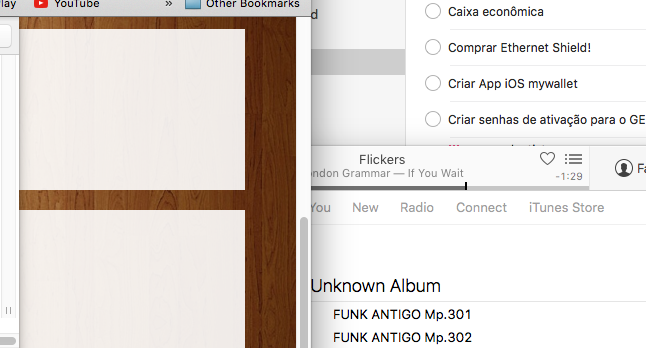 YouTube
»
Other Bookmarks
Caixa econômica
Comprar Ethernet Shield!
Criar App iOS mywallet
Criar senhas de ativação para o GE
Flickers
ondon Grammar — If You Wait
-1:29
You
New
Radio
Connect
iTunes Store
Unknown Album
FUNK ANTIGO Mp.301
FUNK ANTIGO Mp.302